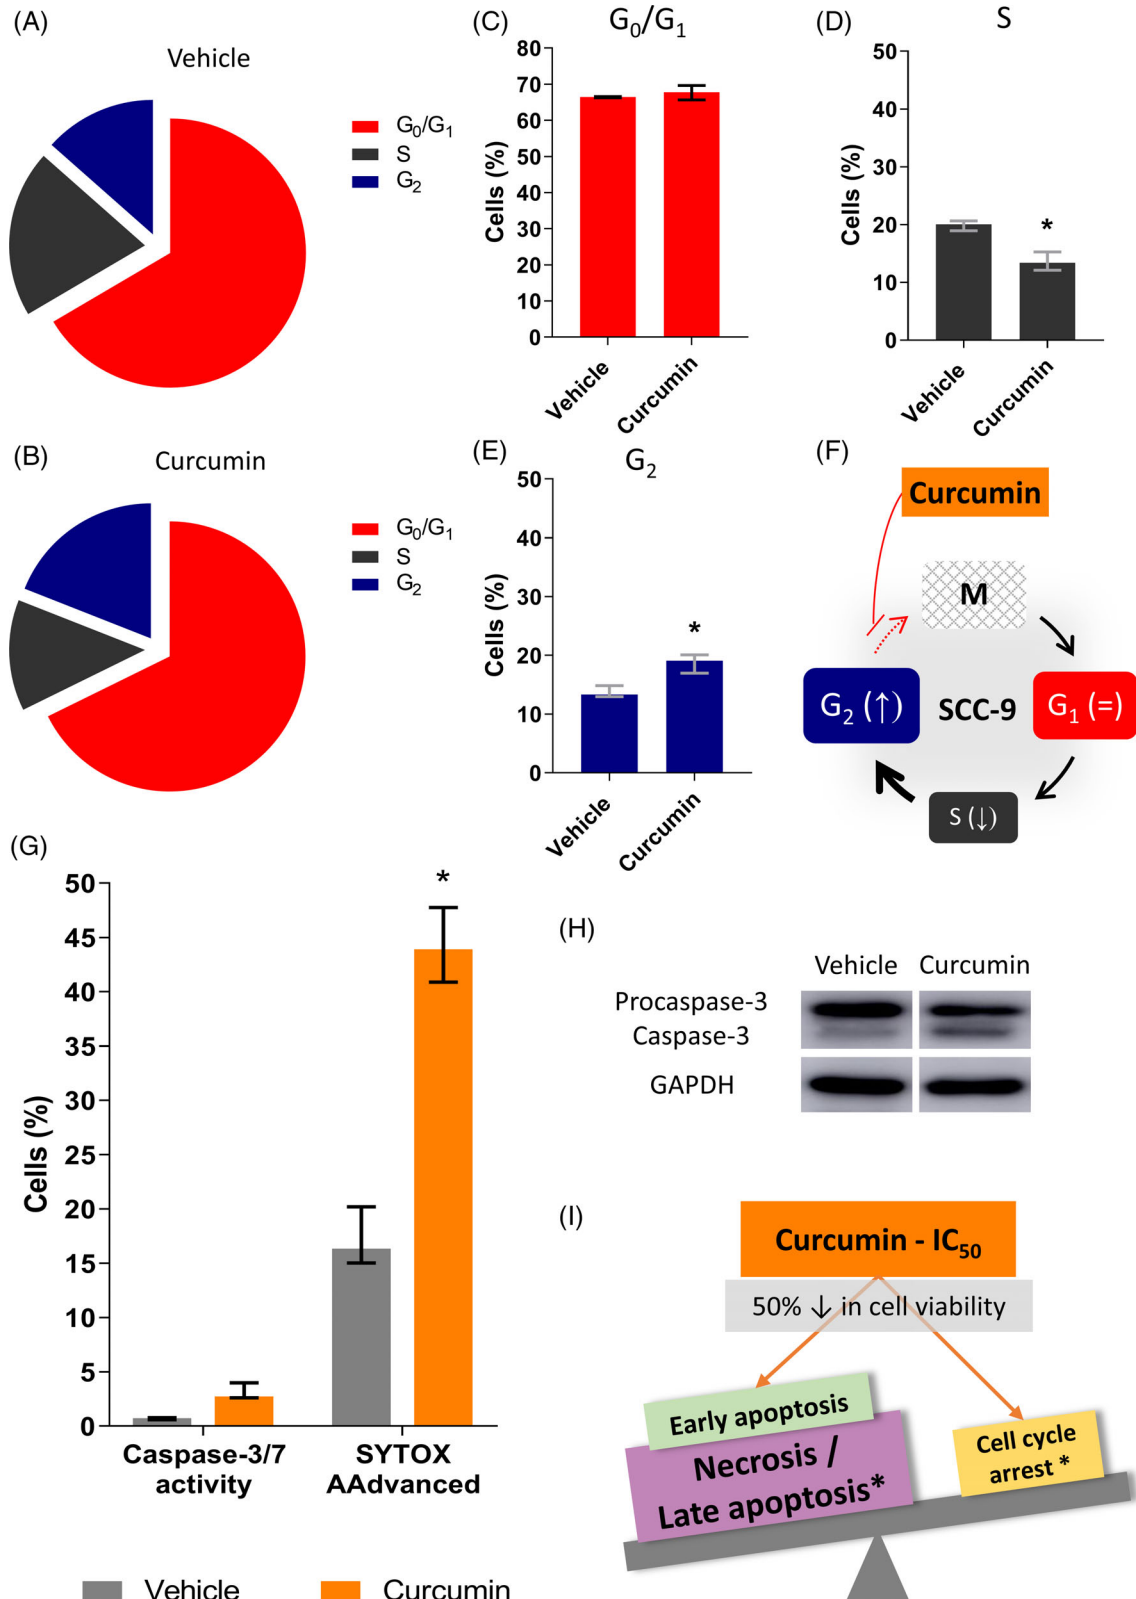 (A)
Vehicle
G₀/G₁
S
G₂
(B)
Curcumin
G₀/G₁
S
G₂
(C)
G₀/G₁
Cells (%)
80
70
60
50
40
30
20
10
0
Vehicle
Curcumin
(D)
S
Cells (%)
50
40
30
20
10
0
*
Vehicle
Curcumin
(E)
G₂
Cells (%)
50
40
30
20
10
0
*
Vehicle
Curcumin
(F)
Curcumin
M
G₂ (↑)
SCC-9
G₁ (=)
S (↓)
(G)
Cells (%)
50
45
40
35
30
25
20
15
10
5
0
*
Caspase-3/7
activity
SYTOX
AAdvanced
Vehicle
Curcumin
(H)
Vehicle
Curcumin
Procaspase-3
Caspase-3
GAPDH
(I)
Curcumin - IC₅₀
50% ↓ in cell viability
Early apoptosis
Necrosis /
Late apoptosis*
Cell cycle
arrest *